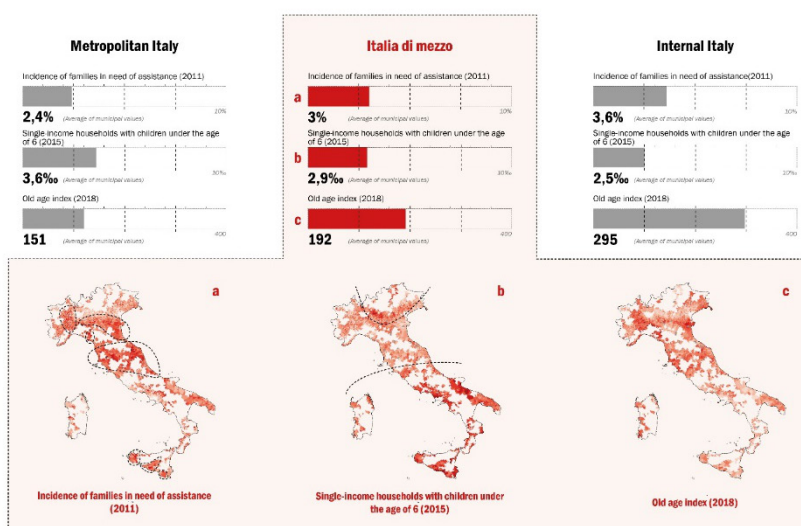 Metropolitan Italy
Incidence of families in need of assistance (2011)
10%
2,4% (Average of municipal values)
Single-income households with children under the age
of 6 (2015)
10‰
3,6‰ (Average of municipal values)
Old age index (2018)
400
151 (Average of municipal values)
Italia di mezzo
Incidence of families in need of assistance (2011)
a
10%
3% (Average of municipal values)
Single-income households with children under the age
of 6 (2015)
b
10‰
2,9‰ (Average of municipal values)
Old age index (2018)
c
400
192 (Average of municipal values)
Internal Italy
Incidence of families in need of assistance(2011)
10%
3,6% (Average of municipal values)
Single-income households with children under the age
of 6 (2015)
10‰
2,5‰ (Average of municipal values)
Old age index (2018)
400
295 (Average of municipal values)
a
Incidence of families in need of assistance
(2011)
b
Single-income households with children under
the age of 6 (2015)
c
Old age index (2018)